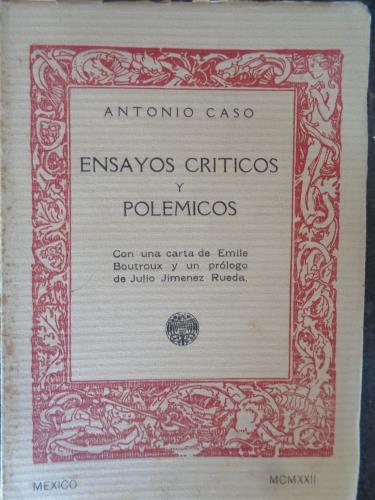 ANTONIO CASO
ENSAYOS CRITICOS
Y
POLEMICOS
Con una carta de Emile
Boutroux y un prólogo
de Julio Jimenez Rueda.
MEXICO
MCMXXII